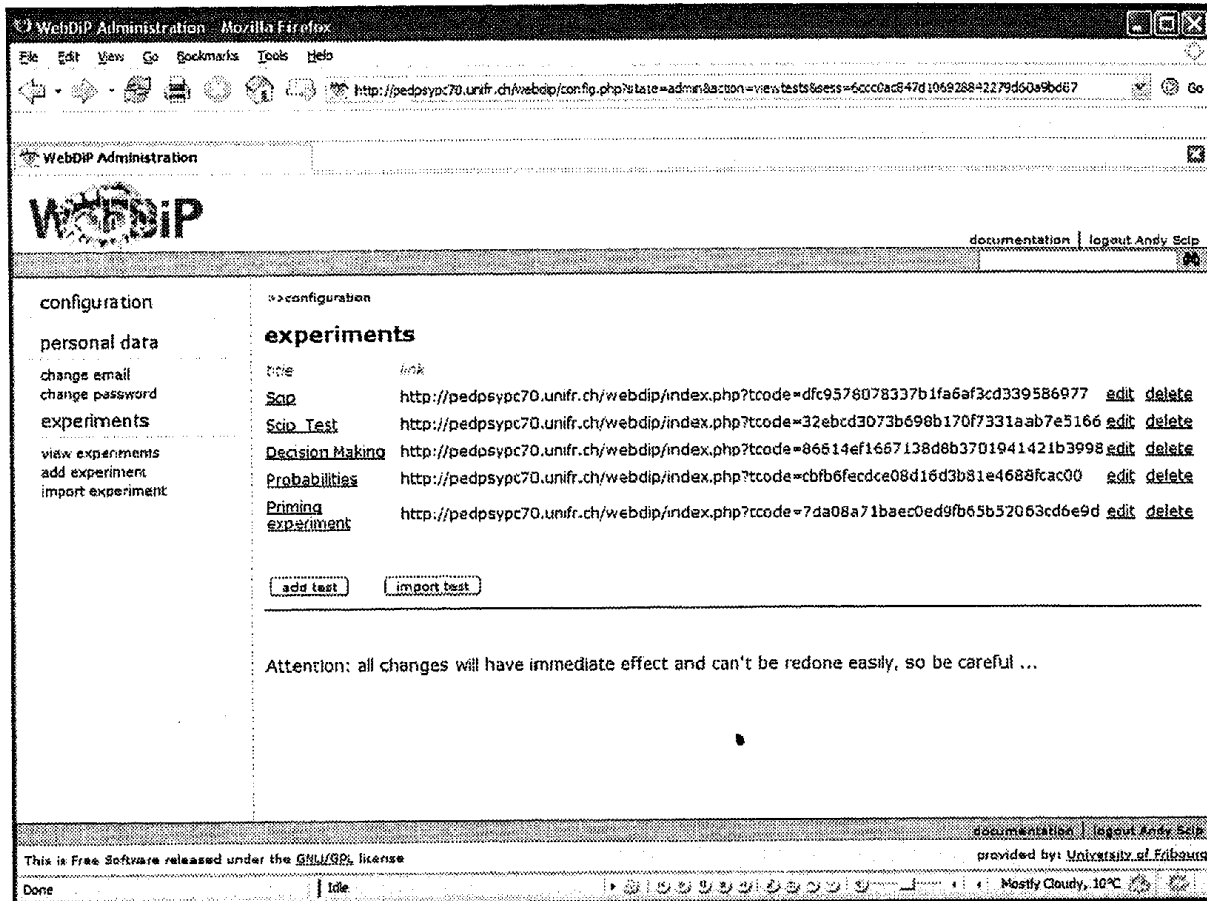 WebDiP Administration - Mozilla Firefox
File Edit View Go Bookmarks Tools Help
http://pedpsypc70.unifr.ch/webdip/config.php?state=admin&action=viewtests&sess=6ccc0ac847d106928842279d60a9bd67 Go
WebDiP Administration
WebDiP
documentation | logout Andy Scip
configuration
personal data
change email
change password
experiments
view experiments
add experiment
import experiment
>>configuration
experiments
title link
Scip http://pedpsypc70.unifr.ch/webdip/index.php?tcode=dfc9578078337b1fa6af3cd339586977 edit delete
Scip Test http://pedpsypc70.unifr.ch/webdip/index.php?tcode=32ebcd3073b698b170f7331aab7e5166 edit delete
Decision Making http://pedpsypc70.unifr.ch/webdip/index.php?tcode=86614ef1667138d8b3701941421b3998 edit delete
Probabilities http://pedpsypc70.unifr.ch/webdip/index.php?tcode=cbfb6fecdce08d16d3b81e4688fcac00 edit delete
Priming
experiment http://pedpsypc70.unifr.ch/webdip/index.php?tcode=7da08a71baec0ed9fb65b52063cd6e9d edit delete
add test import test
Attention: all changes will have immediate effect and can't be redone easily, so be careful ...
documentation | logout Andy Scip
This is Free Software released under the GNU/GPL license provided by: University of Fribourg
Done Idle Mostly Cloudy, 10°C